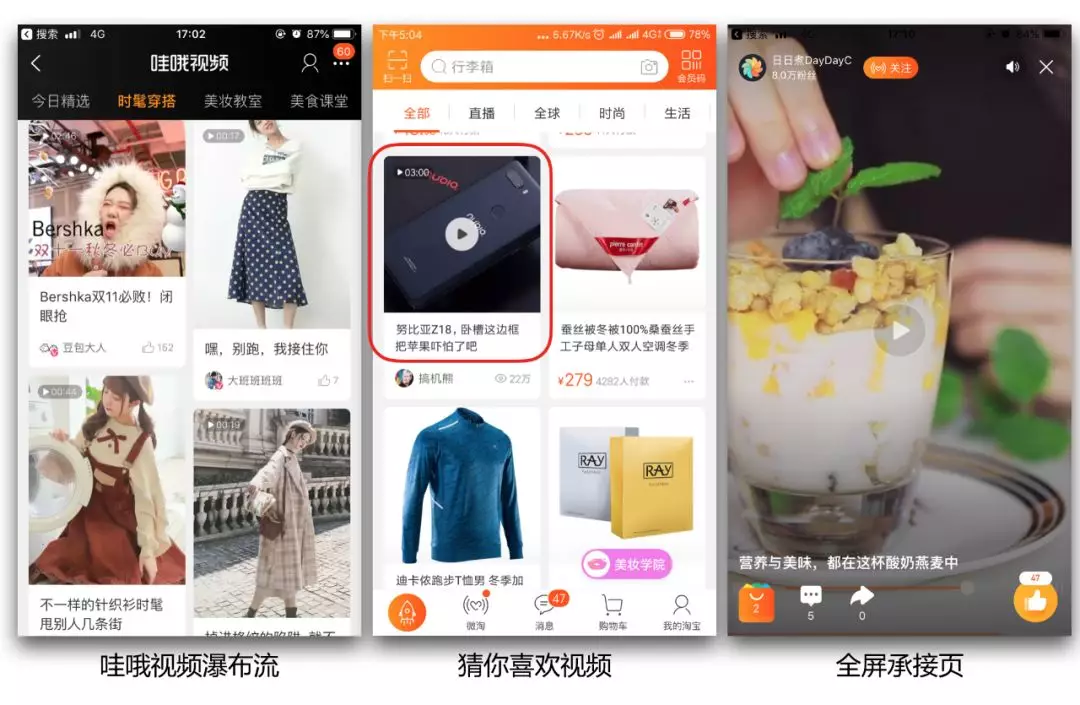 搜索
4G
17:02
87%
哇哦视频
60
今日精选
时髦穿搭
美妆教室
美食课堂
02:46
Bershka
双十一秋冬必BUY
Bershka双11必败！闭
眼抢
豆包大人
162
00:17
嘿，别跑，我接住你
大班班班班
7
00:44
不一样的针织衫时髦
甩别人几条街
00:19
哇哦视频瀑布流
下午5:04
6.67K/s
4G
78%
扫一扫
行李箱
会员码
全部
直播
全球
时尚
生活
03:00
nubia
努比亚Z18，卧槽这边框
把苹果吓怕了吧
搞机熊
22万
pierre cardin
蚕丝被冬被100%桑蚕丝手
工子母单人双人空调冬季
¥279
4282人付款
迪卡侬跑步T恤男 冬季加
RAY
RAY
美妆学院
微淘
47
消息
购物车
我的淘宝
猜你喜欢视频
搜索
日日煮DayDayC
8.0万粉丝
关注
营养与美味，都在这杯酸奶燕麦中
2
5
0
47
全屏承接页